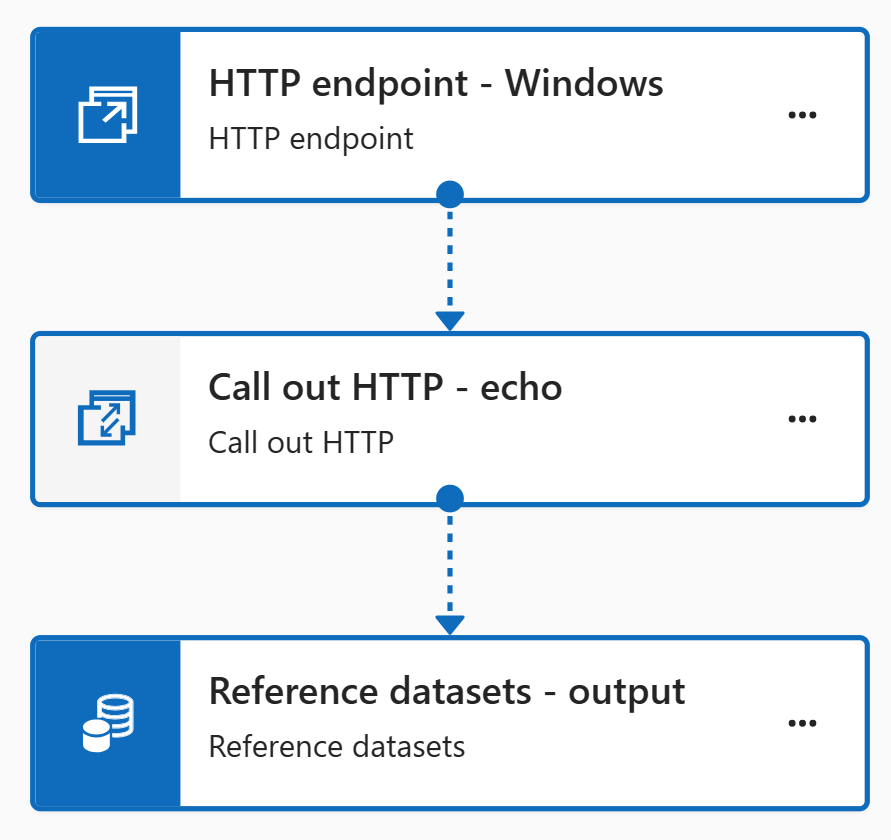 HTTP endpoint - Windows
HTTP endpoint
Call out HTTP - echo
Call out HTTP
Reference datasets - output
Reference datasets